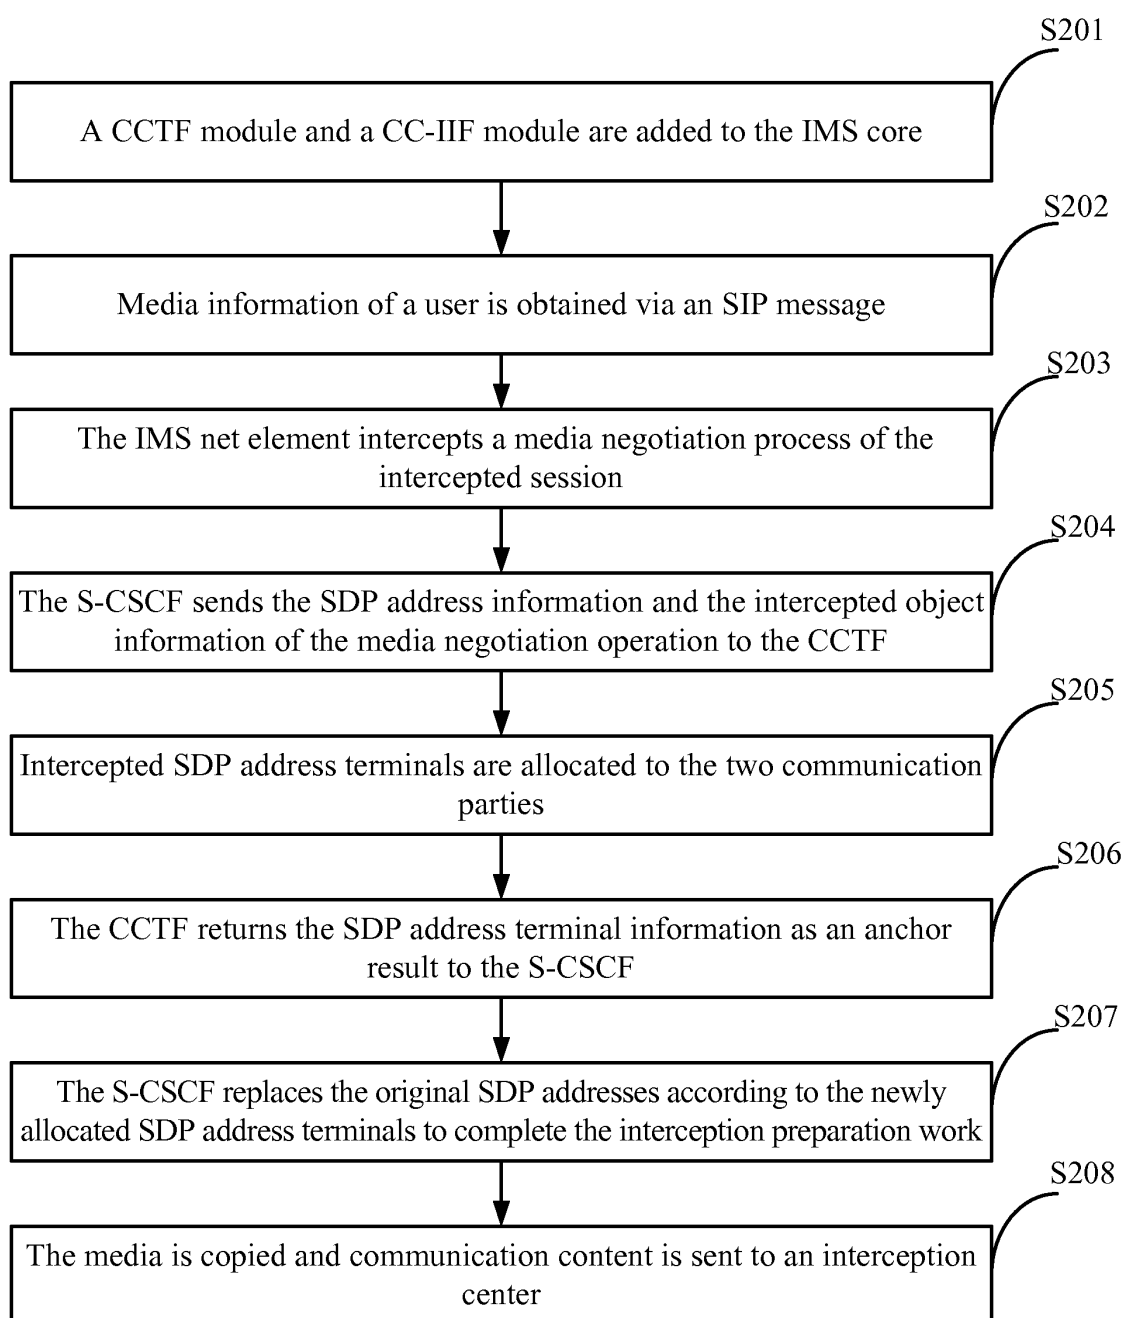 S201
A CCTF module and a CC-IIF module are added to the IMS core
S202
Media information of a user is obtained via an SIP message
S203
The IMS net element intercepts a media negotiation process of the
intercepted session
S204
The S-CSCF sends the SDP address information and the intercepted object
information of the media negotiation operation to the CCTF
S205
Intercepted SDP address terminals are allocated to the two communication
parties
S206
The CCTF returns the SDP address terminal information as an anchor
result to the S-CSCF
S207
The S-CSCF replaces the original SDP addresses according to the newly
allocated SDP address terminals to complete the interception preparation work
S208
The media is copied and communication content is sent to an interception
center